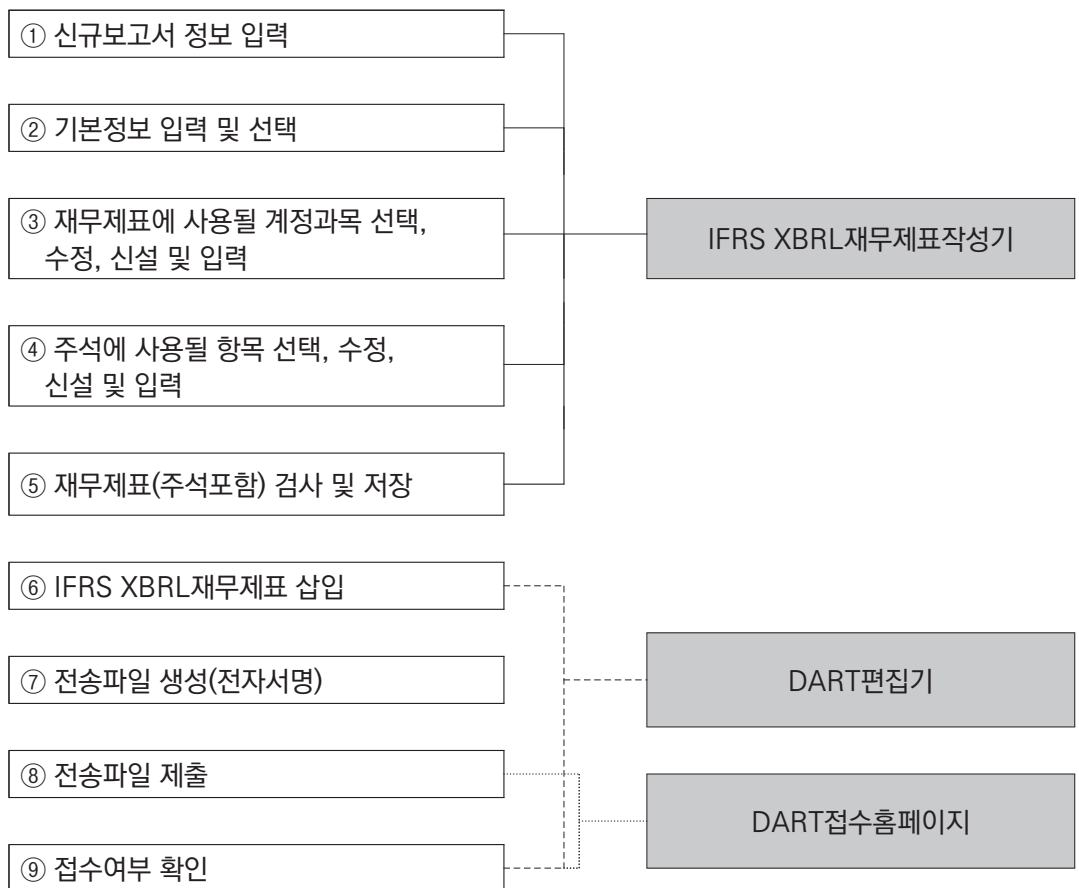 ① 신규보고서 정보 입력
② 기본정보 입력 및 선택
③ 재무제표에 사용될 계정과목 선택,
수정, 신설 및 입력
IFRS XBRL재무제표작성기
④ 주석에 사용될 항목 선택, 수정,
신설 및 입력
⑤ 재무제표(주석포함) 검사 및 저장
⑥ IFRS XBRL재무제표 삽입
⑦ 전송파일 생성(전자서명)
DART편집기
⑧ 전송파일 제출
DART접수홈페이지
⑨ 접수여부 확인